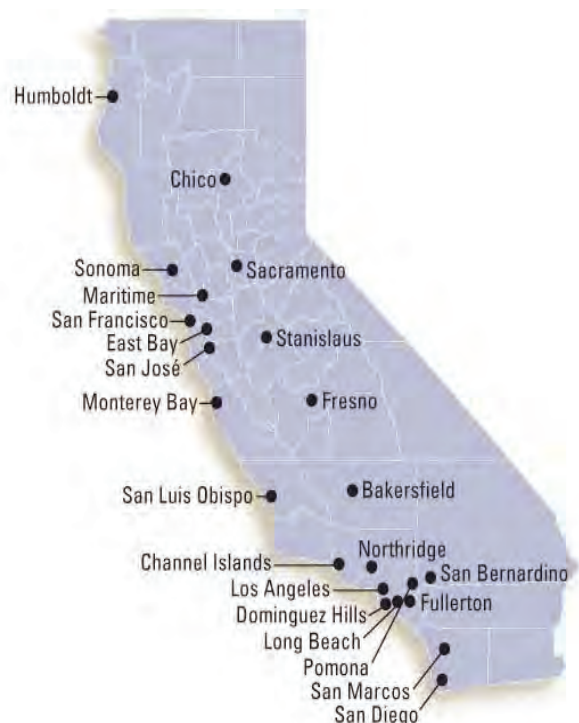 Humboldt
Chico
Sonoma
Sacramento
Maritime
San Francisco
East Bay
Stanislaus
San José
Monterey Bay
Fresno
San Luis Obispo
Bakersfield
Channel Islands
Northridge
San Bernardino
Los Angeles
Dominguez Hills
Fullerton
Long Beach
Pomona
San Marcos
San Diego